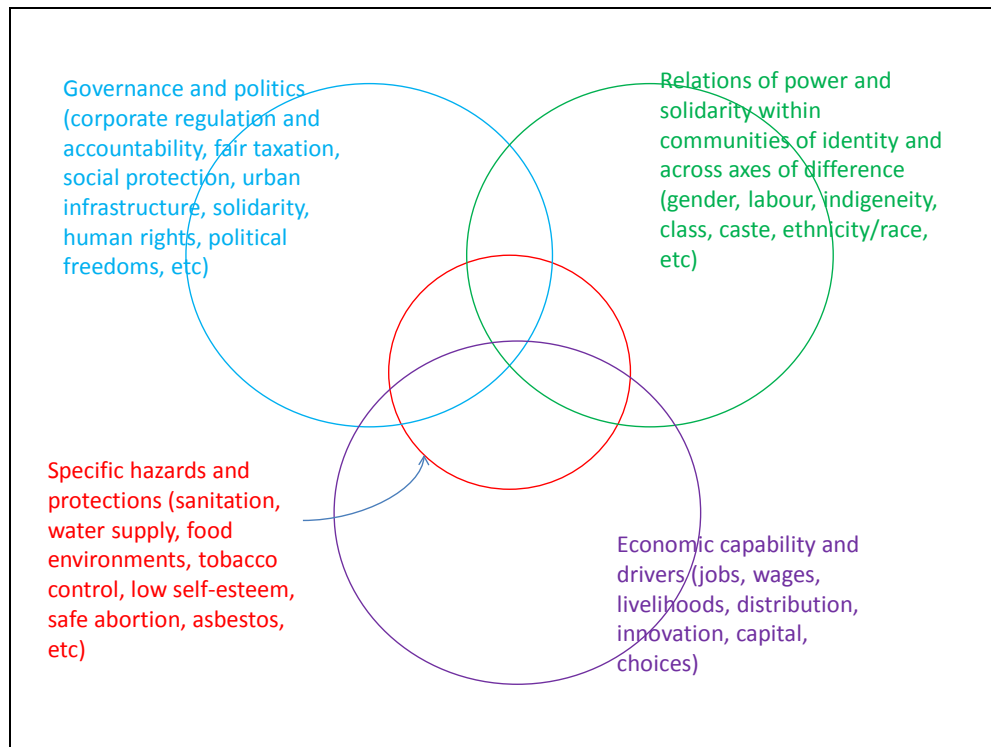 Governance and politics
(corporate regulation and
accountability, fair taxation,
social protection, urban
infrastructure, solidarity,
human rights, political
freedoms, etc)
Relations of power and
solidarity within
communities of identity and
across axes of difference
(gender, labour, indigeneity,
class, caste, ethnicity/race,
etc)
Specific hazards and
protections (sanitation,
water supply, food
environments, tobacco
control, low self-esteem,
safe abortion, asbestos,
etc)
Economic capability and
drivers (jobs, wages,
livelihoods, distribution,
innovation, capital,
choices)